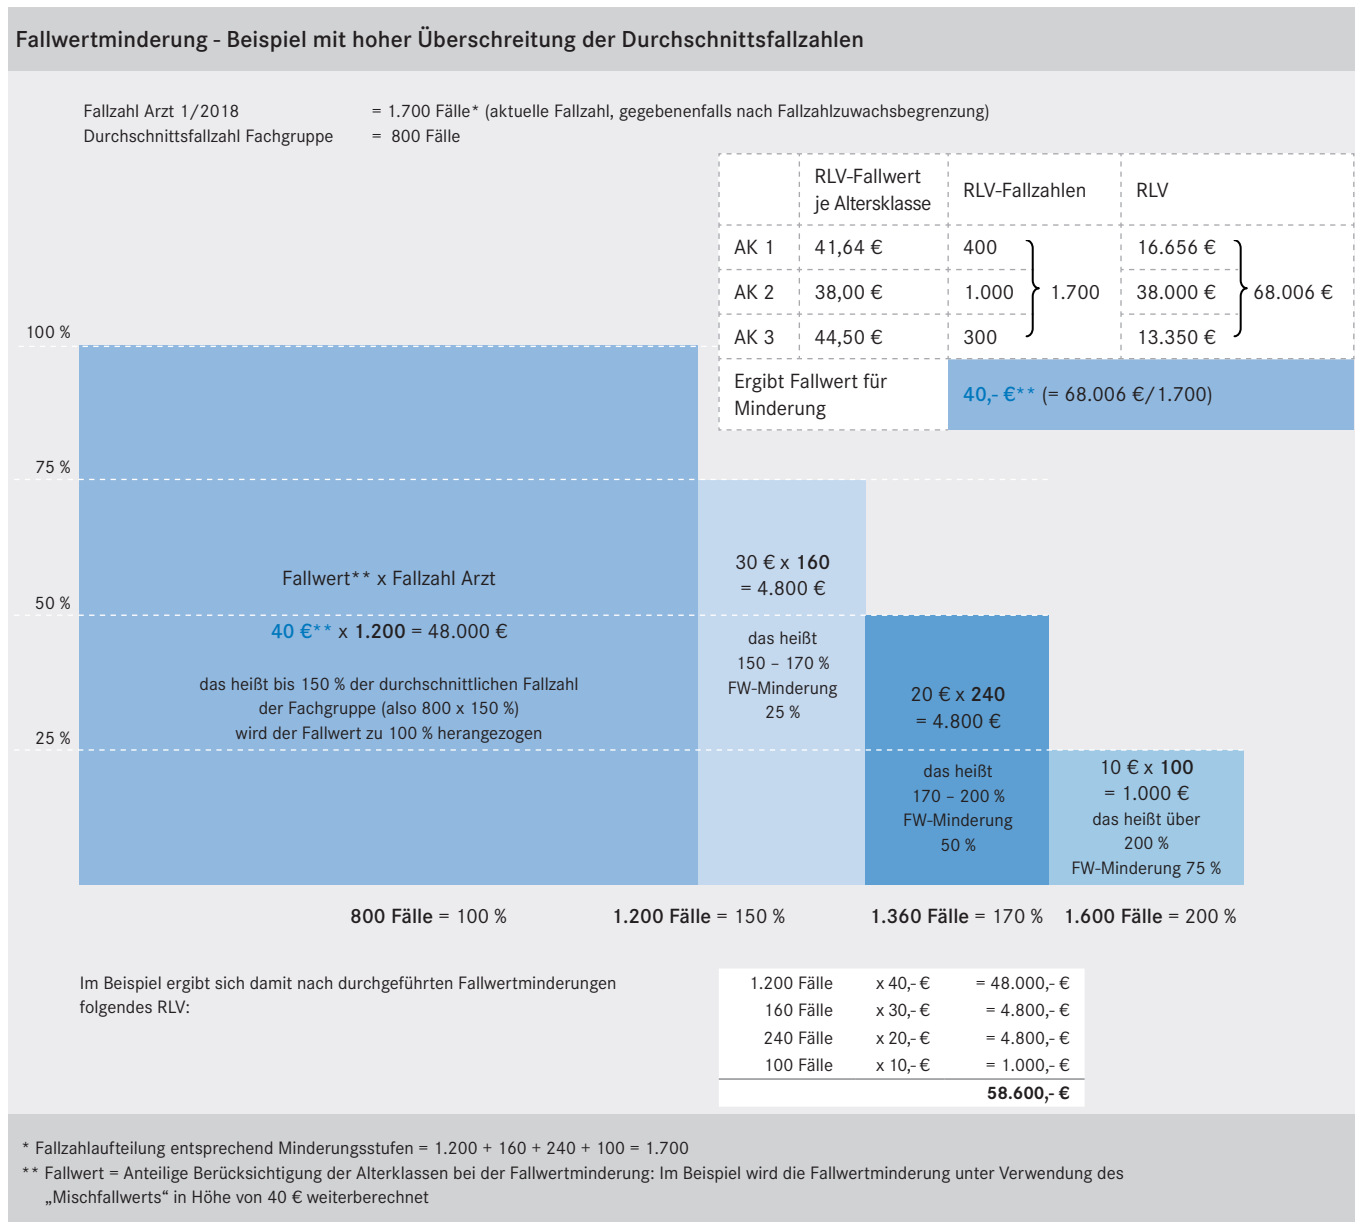 Fallwertminderung - Beispiel mit hoher Überschreitung der Durchschnittsfallzahlen
Fallzahl Arzt 1/2018 = 1.700 Fälle* (aktuelle Fallzahl, gegebenenfalls nach Fallzahlzuwachsbegrenzung)
Durchschnittsfallzahl Fachgruppe = 800 Fälle
RLV-Fallwert
je Altersklasse
RLV-Fallzahlen
RLV
AK 1 41,64 € 400 16.656 €
AK 2 38,00 € 1.000 1.700 38.000 € 68.006 €
AK 3 44,50 € 300 13.350 €
Ergibt Fallwert für
Minderung
40,- €** (= 68.006 €/1.700)
100 %
75 %
50 %
25 %
Fallwert** x Fallzahl Arzt
40 €** x 1.200 = 48.000 €
das heißt bis 150 % der durchschnittlichen Fallzahl
der Fachgruppe (also 800 x 150 %)
wird der Fallwert zu 100 % herangezogen
30 € x 160
= 4.800 €
das heißt
150 – 170 %
FW-Minderung
25 %
20 € x 240
= 4.800 €
das heißt
170 – 200 %
FW-Minderung
50 %
10 € x 100
= 1.000 €
das heißt über
200 %
FW-Minderung 75 %
800 Fälle = 100 % 1.200 Fälle = 150 % 1.360 Fälle = 170 % 1.600 Fälle = 200 %
Im Beispiel ergibt sich damit nach durchgeführten Fallwertminderungen
folgendes RLV:
1.200 Fälle x 40,- € = 48.000,- €
160 Fälle x 30,- € = 4.800,- €
240 Fälle x 20,- € = 4.800,- €
100 Fälle x 10,- € = 1.000,- €
58.600,- €
* Fallzahlaufteilung entsprechend Minderungsstufen = 1.200 + 160 + 240 + 100 = 1.700
** Fallwert = Anteilige Berücksichtigung der Alterklassen bei der Fallwertminderung: Im Beispiel wird die Fallwertminderung unter Verwendung des
„Mischfallwerts“ in Höhe von 40 € weiterberechnet